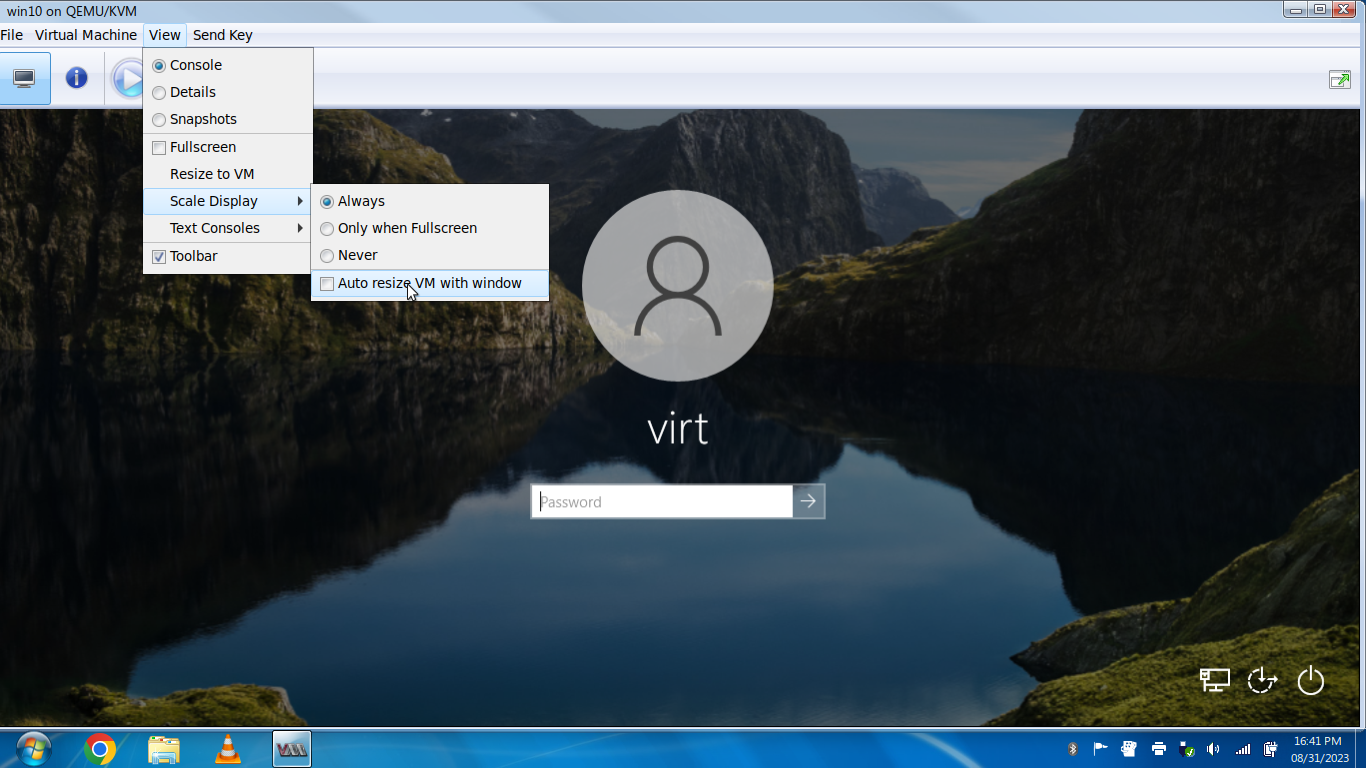 win10 on QEMU/KVM
File Virtual Machine View Send Key
Console
Details
Snapshots
Fullscreen
Resize to VM
Scale Display
Text Consoles
Toolbar
Always
Only when Fullscreen
Never
Auto resize VM with window
virt
Password
16:41 PM
08/31/2023